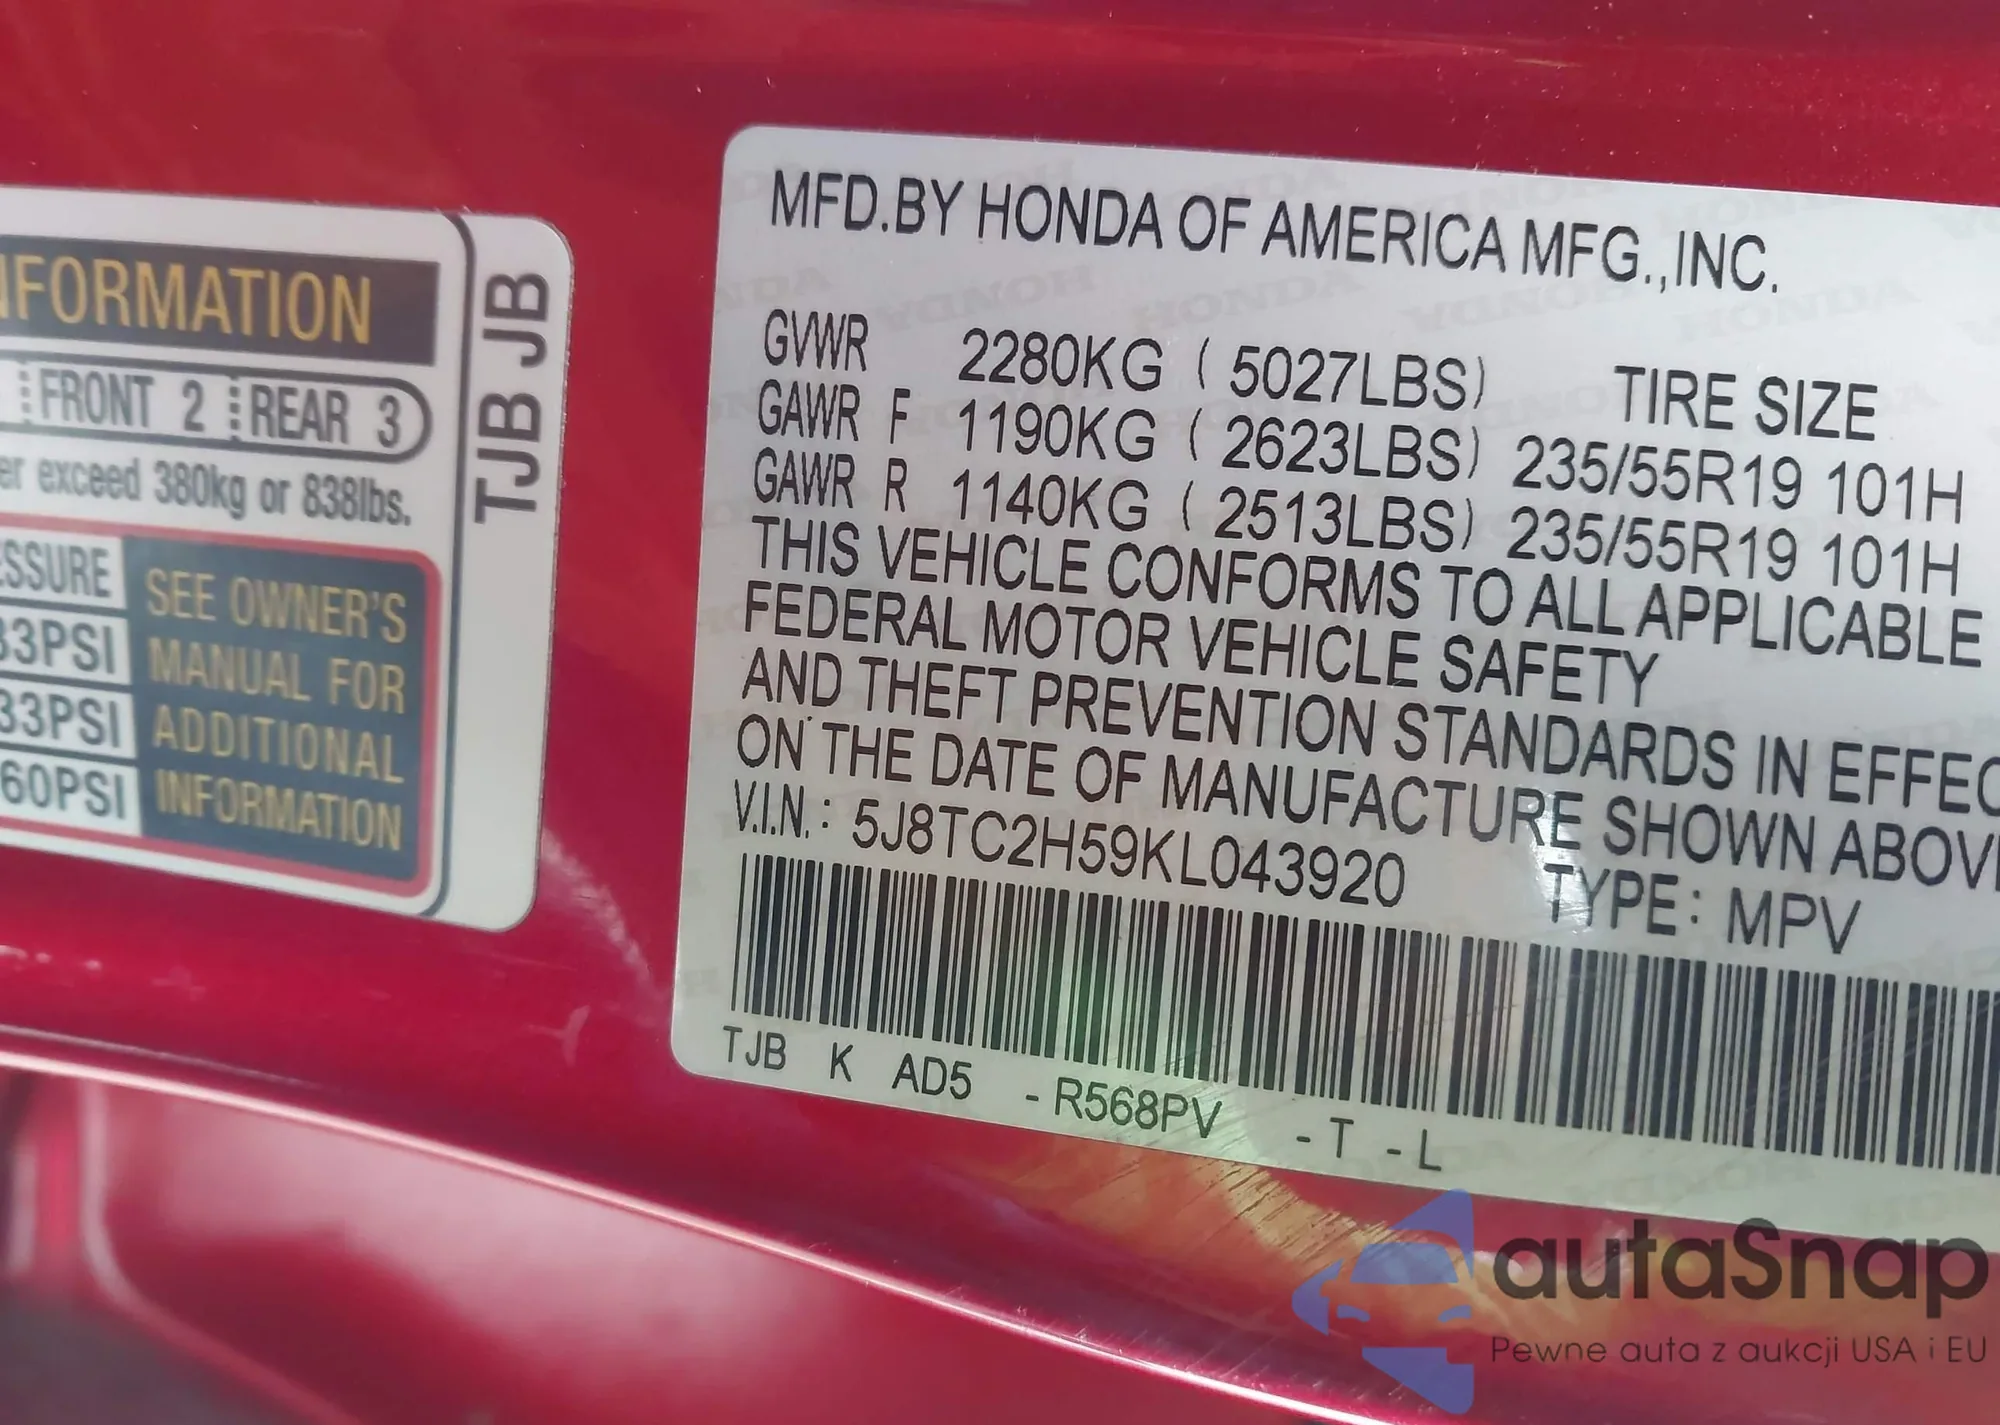 INFORMATION
FRONT 2 REAR 3
exceed 380kg or 838lbs.
SEE OWNER'S
33PSI MANUAL FOR
33PSI ADDITIONAL
60PSI INFORMATION
TJB JB
MFD.BY HONDA OF AMERICA MFG.,INC.
GVWR 2280KG ( 5027LBS) TIRE SIZE
GAWR F 1190KG ( 2623LBS) 235/55R19 101H
GAWR R 1140KG ( 2513LBS) 235/55R19 101H
THIS VEHICLE CONFORMS TO ALL APPLICABLE
FEDERAL MOTOR VEHICLE SAFETY
AND THEFT PREVENTION STANDARDS IN EFFEC
ON THE DATE OF MANUFACTURE SHOWN ABOVE
V.I.N.: 5J8TC2H59KL043920 TYPE: MPV
TJB K AD5 -R568PV -T -L
autaSnap
Pewne auta z aukcji USA i EU